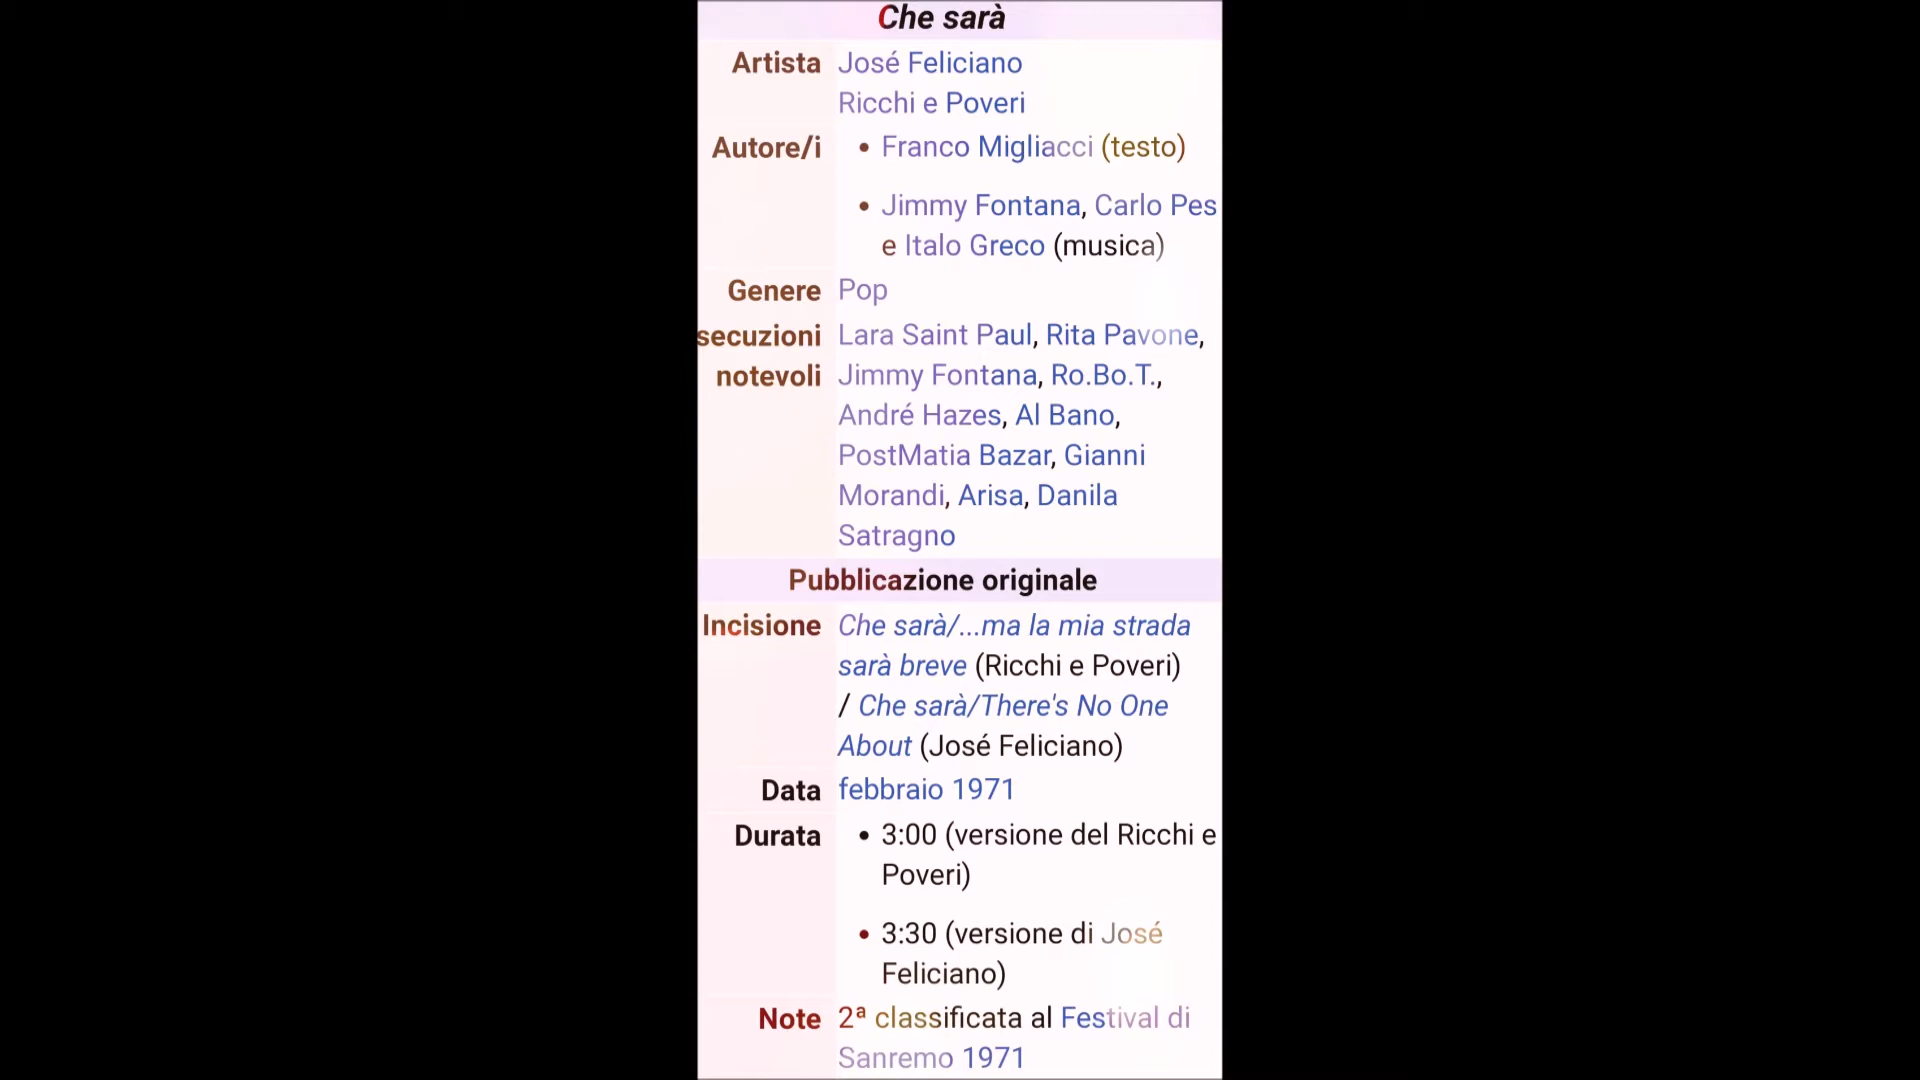 Che sarà
Artista José Feliciano
Ricchi e Poveri
Autore/i • Franco Migliacci (testo)
• Jimmy Fontana, Carlo Pes
e Italo Greco (musica)
Genere Pop
secuzioni Lara Saint Paul, Rita Pavone,
notevoli Jimmy Fontana, Ro.Bo.T.,
André Hazes, Al Bano,
PostMatia Bazar, Gianni
Morandi, Arisa, Danila
Satragno
Pubblicazione originale
Incisione Che sarà/...ma la mia strada
sarà breve (Ricchi e Poveri)
/ Che sarà/There's No One
About (José Feliciano)
Data febbraio 1971
Durata • 3:00 (versione del Ricchi e
Poveri)
• 3:30 (versione di José
Feliciano)
Note 2ª classificata al Festival di
Sanremo 1971